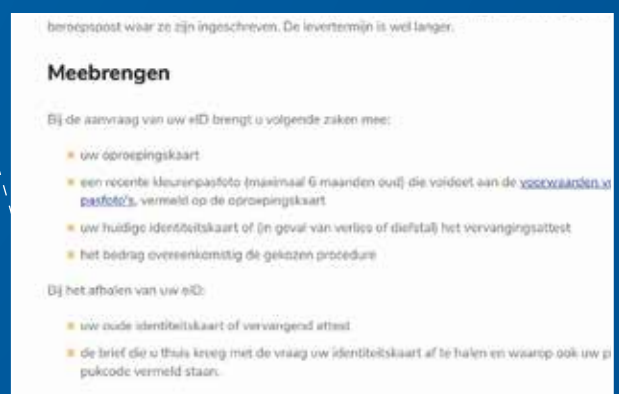 beroepspost waar ze zijn ingeschreven. De levertermijn is wel langer.
Meebrengen
Bij de aanvraag van uw eID brengt u volgende zaken mee:
uw oproepingskaart
een recente kleurenpasfoto (maximaal 6 maanden oud) die voldoet aan de voorwaarden
pasfoto's, vermeld op de oproepingskaart
uw huidige identiteitskaart of (in geval van verlies of diefstal) het vervangingsattest
het bedrag overeenkomstig de gekozen procedure
Bij het afhalen van uw eID:
uw oude identiteitskaart of vervangend attest
de brief die u thuis kreeg met de vraag uw identiteitskaart af te halen en waarop ook uw
pukcode vermeld staan.